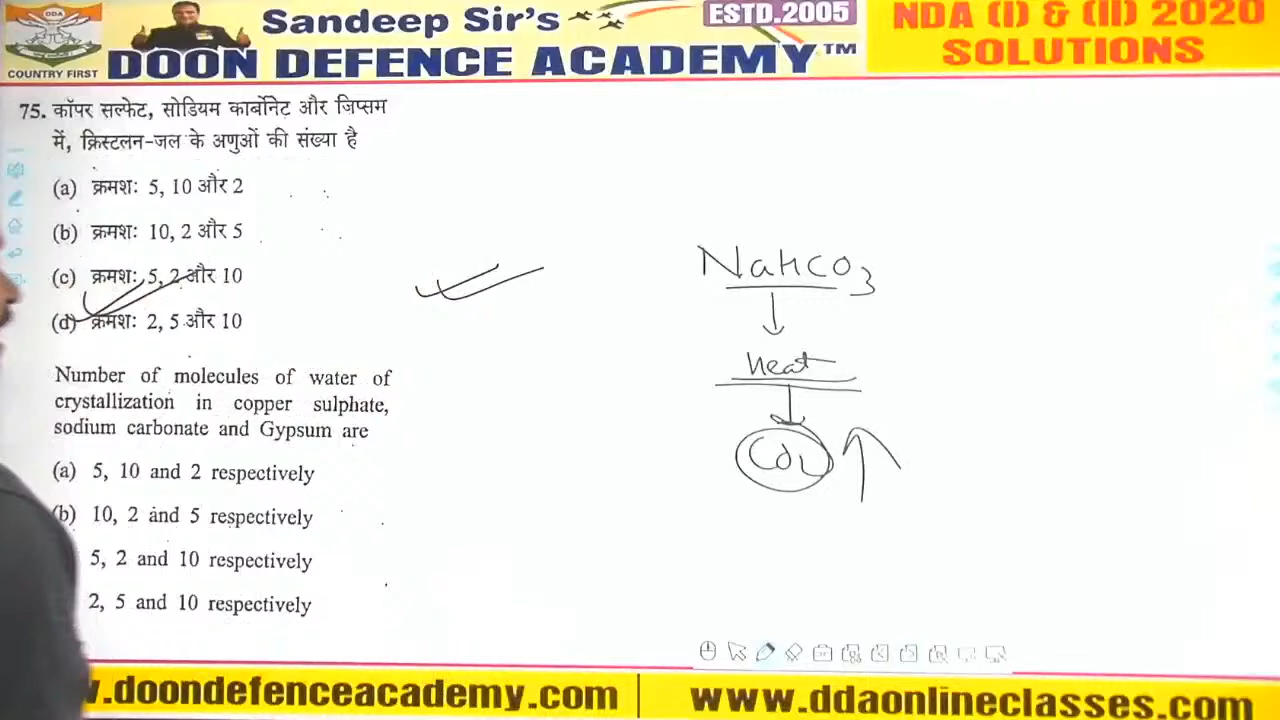 DDA
COUNTRY FIRST
Sandeep Sir's
DOON DEFENCE ACADEMY™
ESTD.2005
NDA (I) & (II) 2020
SOLUTIONS
75. कॉपर सल्फेट, सोडियम कार्बोनेट और जिप्सम
में, क्रिस्टलन-जल के अणुओं की संख्या है
(a) क्रमशः 5, 10 और 2
(b) क्रमशः 10, 2 और 5
(c) क्रमशः 5, 2 और 10
(d) क्रमशः 2, 5 और 10
Number of molecules of water of
crystallization in copper sulphate,
sodium carbonate and Gypsum are
(a) 5, 10 and 2 respectively
(b) 10, 2 and 5 respectively
5, 2 and 10 respectively
2, 5 and 10 respectively
NaHCO3
heat
CO2
w.doondefenceacademy.com
www.ddaonlineclasses.com